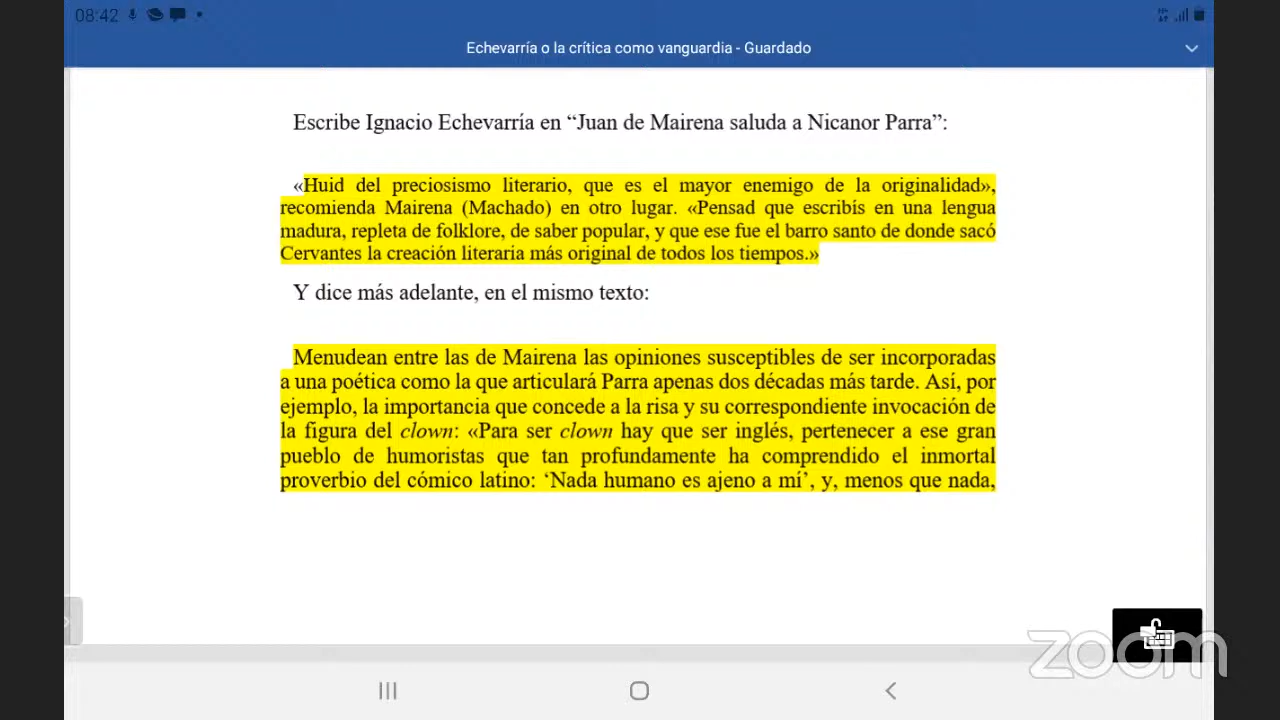 08:42
Echevarría o la crítica como vanguardia - Guardado
Escribe Ignacio Echevarría en “Juan de Mairena saluda a Nicanor Parra”:
«Huid del preciosismo literario, que es el mayor enemigo de la originalidad»,
recomienda Mairena (Machado) en otro lugar. «Pensad que escribís en una lengua
madura, repleta de folklore, de saber popular, y que ese fue el barro santo de donde sacó
Cervantes la creación literaria más original de todos los tiempos.»
Y dice más adelante, en el mismo texto:
Menudean entre las de Mairena las opiniones susceptibles de ser incorporadas
a una poética como la que articulará Parra apenas dos décadas más tarde. Así, por
ejemplo, la importancia que concede a la risa y su correspondiente invocación de
la figura del clown: «Para ser clown hay que ser inglés, pertenecer a ese gran
pueblo de humoristas que tan profundamente ha comprendido el inmortal
proverbio del cómico latino: ‘Nada humano es ajeno a mí’, y, menos que nada,
zoom